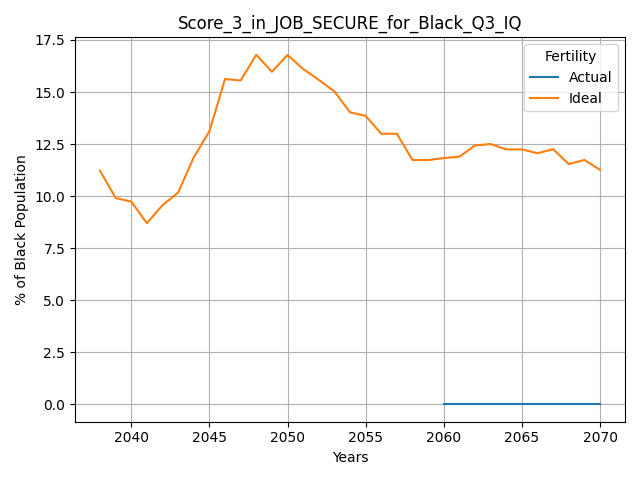 Score_3_in_JOB_SECURE_for_Black_Q3_IQ
17.5
15.0
12.5
10.0
7.5
5.0
2.5
0.0
% of Black Population
Fertility
Actual
Ideal
2040 2045 2050 2055 2060 2065 2070
Years